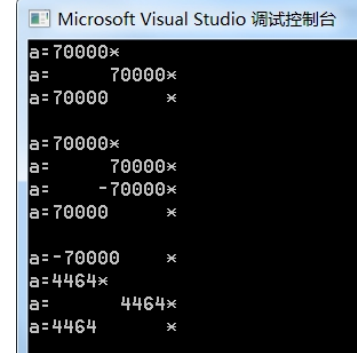 Microsoft Visual Studio 调试控制台
a=70000*
a=     70000*
a=70000     *
a=70000*
a=     70000*
a=    -70000*
a=70000     *
a=-70000    *
a=4464*
a=      4464*
a=4464      *